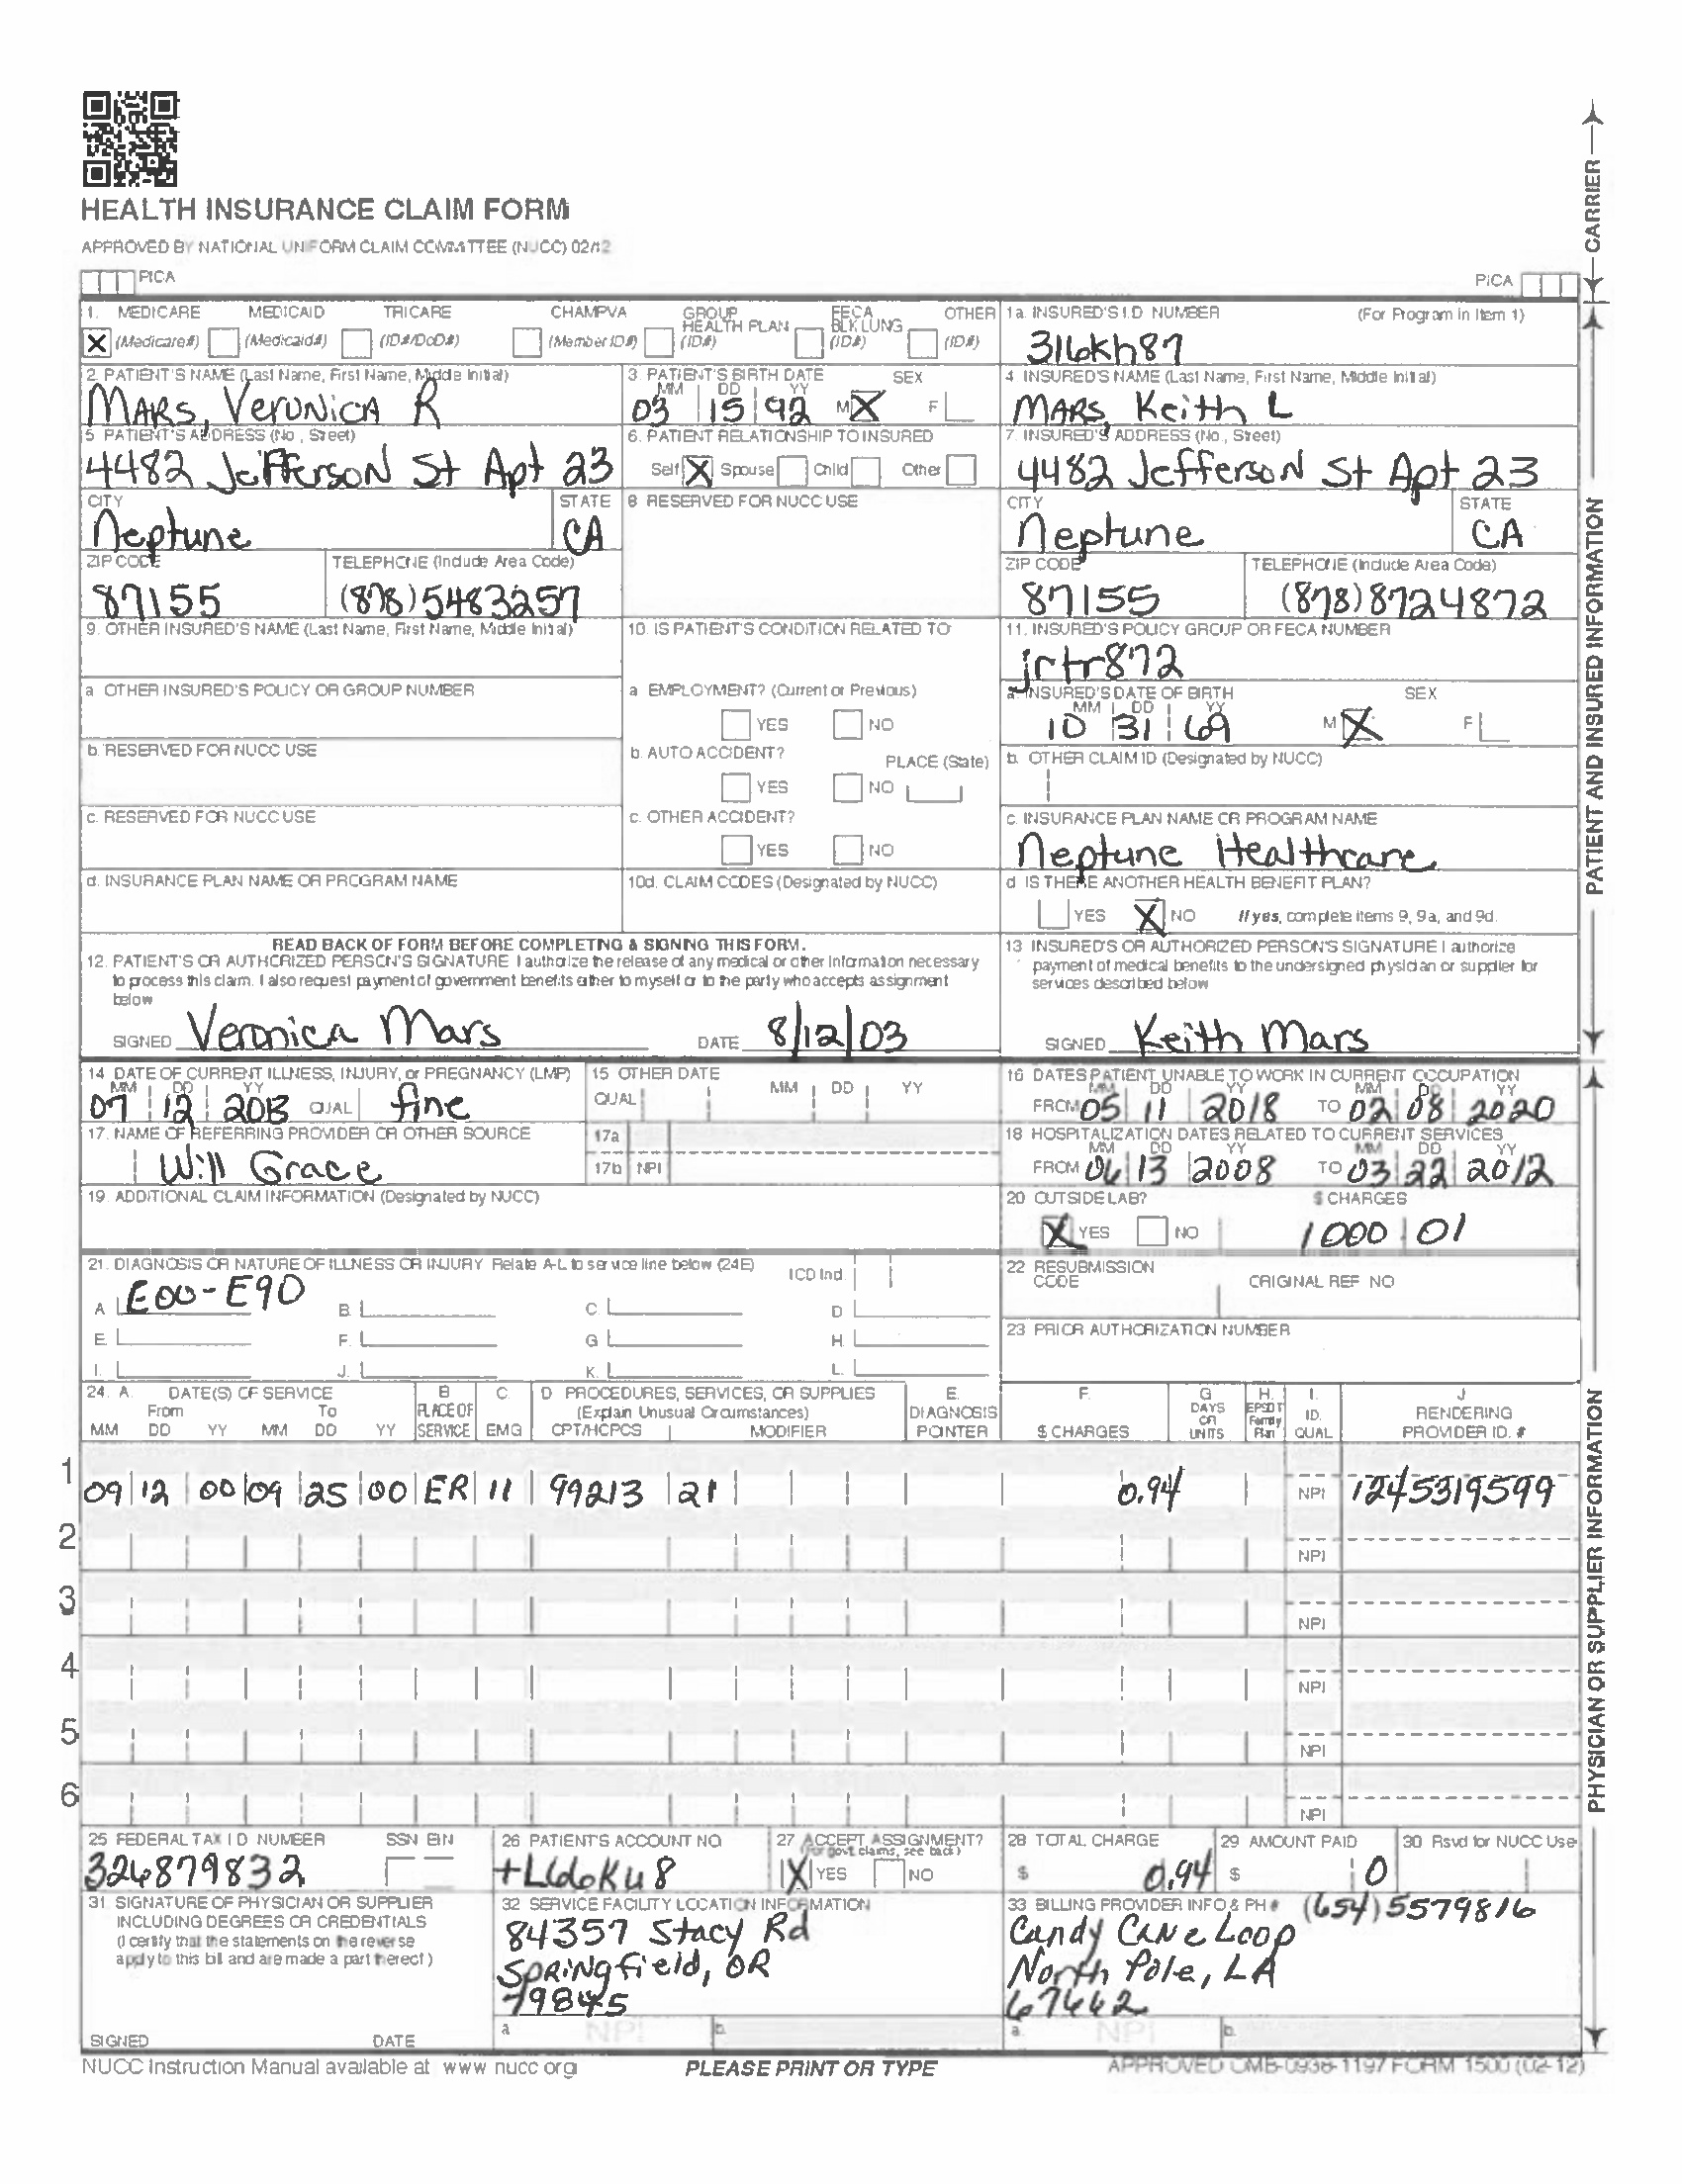 HEALTH INSURANCE CLAIM FORM
APPROVED BY NATIONAL UNIFORM CLAIM COMMITTEE (NUCC) 02/12
PICA PICA
CARRIER
1. MEDICARE MEDICAID TRICARE CHAMPVA GROUP HEALTH PLAN FECA BLK LUNG OTHER
X (Medicare#) (Medicaid#) (ID#/DoD#) (Member ID#) (ID#) (ID#) (ID#)
1a. INSURED'S I.D. NUMBER (For Program in Item 1)
316kh87
2. PATIENT'S NAME (Last Name, First Name, Middle Initial)
MARS, VerONICA R
3. PATIENT'S BIRTH DATE SEX
MM DD YY
03 15 92 M X F
4. INSURED'S NAME (Last Name, First Name, Middle Initial)
MARS, Keith L
5. PATIENT'S ADDRESS (No., Street)
4482 Jefferson St Apt 23
6. PATIENT RELATIONSHIP TO INSURED
Self X Spouse Child Other
7. INSURED'S ADDRESS (No., Street)
4482 Jefferson St Apt 23
CITY STATE
Neptune CA
8. RESERVED FOR NUCC USE
CITY STATE
Neptune CA
ZIP CODE TELEPHONE (Include Area Code)
87155 (878)5483257
ZIP CODE TELEPHONE (Include Area Code)
87155 (878)8724872
9. OTHER INSURED'S NAME (Last Name, First Name, Middle Initial)
10. IS PATIENT'S CONDITION RELATED TO
11. INSURED'S POLICY GROUP OR FECA NUMBER
jrtr872
a. OTHER INSURED'S POLICY OR GROUP NUMBER
a. EMPLOYMENT? (Current or Previous)
YES NO
a. INSURED'S DATE OF BIRTH SEX
MM DD YY
10 31 69 M X F
b. RESERVED FOR NUCC USE
b. AUTO ACCIDENT? PLACE (State)
YES NO
b. OTHER CLAIM ID (Designated by NUCC)
c. RESERVED FOR NUCC USE
c. OTHER ACCIDENT?
YES NO
c. INSURANCE PLAN NAME OR PROGRAM NAME
Neptune Healthcare
d. INSURANCE PLAN NAME OR PROGRAM NAME
10d. CLAIM CODES (Designated by NUCC)
d. IS THERE ANOTHER HEALTH BENEFIT PLAN?
YES X NO If yes, complete items 9, 9a, and 9d.
PATIENT AND INSURED INFORMATION
READ BACK OF FORM BEFORE COMPLETING & SIGNING THIS FORM.
12. PATIENT'S OR AUTHORIZED PERSON'S SIGNATURE I authorize the release of any medical or other information necessary
to process this claim. I also request payment of government benefits either to myself or to the party who accepts assignment
below
SIGNED Veronica Mars DATE 8/12/03
13. INSURED'S OR AUTHORIZED PERSON'S SIGNATURE I authorize
payment of medical benefits to the undersigned physician or supplier for
services described below
SIGNED Keith Mars
14. DATE OF CURRENT ILLNESS, INJURY, or PREGNANCY (LMP)
MM DD YY
07 12 2013 QUAL fine
15. OTHER DATE
QUAL MM DD YY
16. DATES PATIENT UNABLE TO WORK IN CURRENT OCCUPATION
MM DD YY MM DD YY
FROM 05 11 2018 TO 02 08 2020
17. NAME OF REFERRING PROVIDER OR OTHER SOURCE
Will Grace
17a
17b NPI
18. HOSPITALIZATION DATES RELATED TO CURRENT SERVICES
MM DD YY MM DD YY
FROM 06 13 2008 TO 03 22 2012
19. ADDITIONAL CLAIM INFORMATION (Designated by NUCC)
20. OUTSIDE LAB? $ CHARGES
X YES NO 1000 01
21. DIAGNOSIS OR NATURE OF ILLNESS OR INJURY Relate A-L to service line below (24E) ICD Ind.
A. E00-E90 B. C. D.
E. F. G. H.
I. J. K. L.
22. RESUBMISSION CODE ORIGINAL REF. NO.
23. PRIOR AUTHORIZATION NUMBER
24. A. DATE(S) OF SERVICE B. C. D. PROCEDURES, SERVICES, OR SUPPLIES E. F. G. H. I. J.
From To PLACE OF (Explain Unusual Circumstances) DIAGNOSIS DAYS OR EPSDT Family ID. RENDERING
MM DD YY MM DD YY SERVICE EMG CPT/HCPCS MODIFIER POINTER $ CHARGES UNITS Plan QUAL PROVIDER ID. #
1 09 12 00 09 25 00 ER 11 99213 21 0.94 NPI 1245319599
2 NPI
3 NPI
4 NPI
5 NPI
6 NPI
PHYSICIAN OR SUPPLIER INFORMATION
25. FEDERAL TAX I.D. NUMBER SSN EIN
326879832
26. PATIENT'S ACCOUNT NO.
27. ACCEPT ASSIGNMENT?
(For govt. claims, see back)
X YES NO
28. TOTAL CHARGE
$ 0.94
29. AMOUNT PAID
$ 0
30. Rsvd for NUCC Use
31. SIGNATURE OF PHYSICIAN OR SUPPLIER
INCLUDING DEGREES OR CREDENTIALS
(I certify that the statements on the reverse
apply to this bill and are made a part thereof.)
SIGNED DATE
32. SERVICE FACILITY LOCATION INFORMATION
84357 Stacy Rd
Springfield, OR
79845
a. NPI b.
33. BILLING PROVIDER INFO & PH # (654)5579816
Candy Cane Loop
North Pole, LA
67662
a. NPI b.
NUCC Instruction Manual available at: www.nucc.org
PLEASE PRINT OR TYPE
APPROVED OMB-0938-1197 FORM 1500 (02-12)